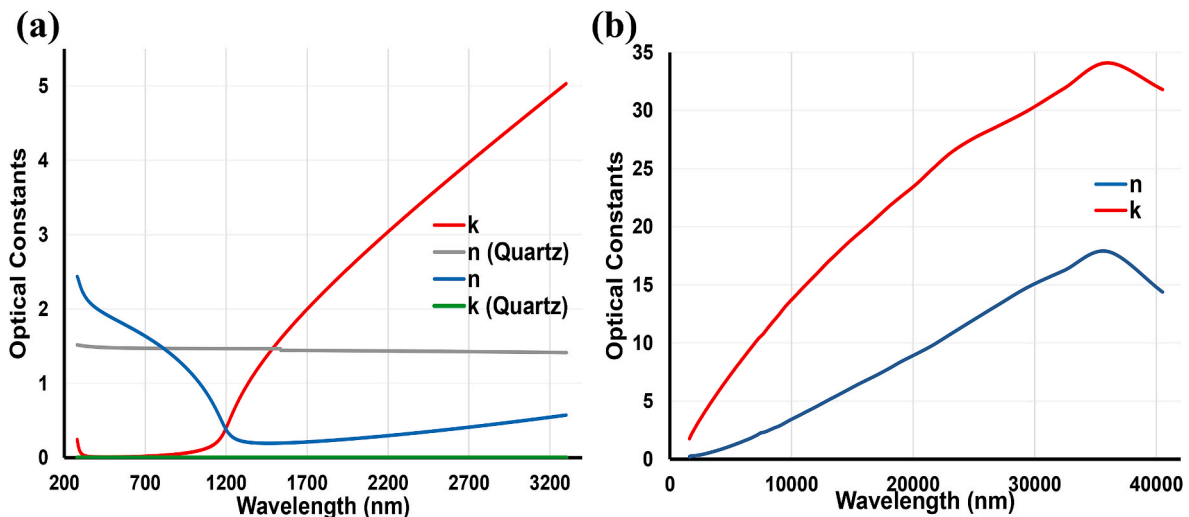 (a)
Optical Constants
5
4
3
2
1
0
200 700 1200 1700 2200 2700 3200
Wavelength (nm)
k
n (Quartz)
n
k (Quartz)
(b)
Optical Constants
35
30
25
20
15
10
5
0
0 10000 20000 30000 40000
Wavelength (nm)
n
k